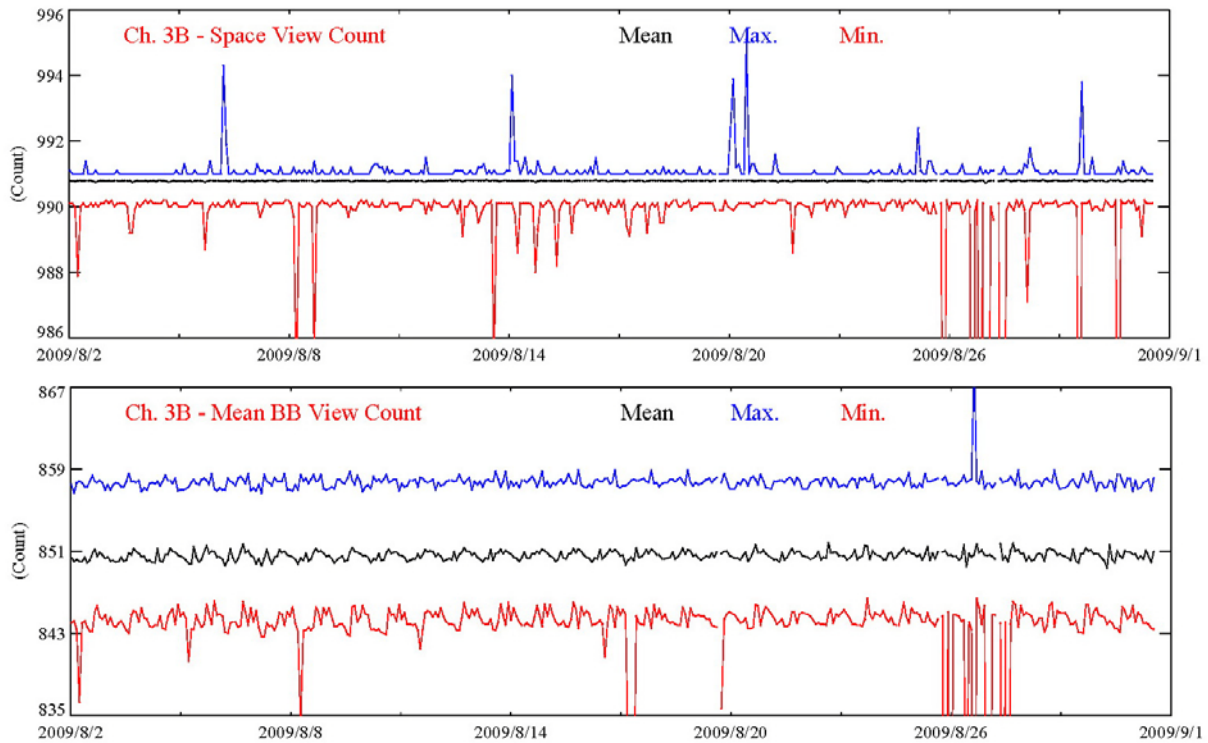 996
Ch. 3B - Space View Count Mean Max. Min.
994
992
(Count)
990
988
986
2009/8/2 2009/8/8 2009/8/14 2009/8/20 2009/8/26 2009/9/1
867
Ch. 3B - Mean BB View Count Mean Max. Min.
859
851
(Count)
843
835
2009/8/2 2009/8/8 2009/8/14 2009/8/20 2009/8/26 2009/9/1